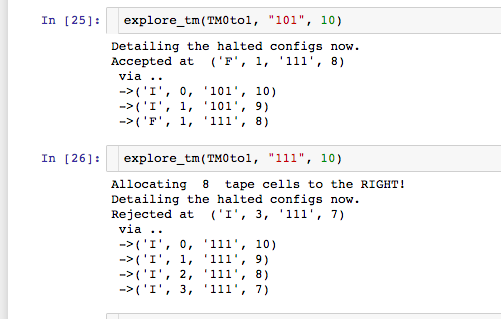 In [25]: explore_tm(TM0to1, "101", 10)
Detailing the halted configs now.
Accepted at  ('F', 1, '111', 8)
 via ..
 ->('I', 0, '101', 10)
 ->('I', 1, '101', 9)
 ->('F', 1, '111', 8)
In [26]: explore_tm(TM0to1, "111", 10)
Allocating  8  tape cells to the RIGHT!
Detailing the halted configs now.
Rejected at  ('I', 3, '111', 7)
 via ..
 ->('I', 0, '111', 10)
 ->('I', 1, '111', 9)
 ->('I', 2, '111', 8)
 ->('I', 3, '111', 7)